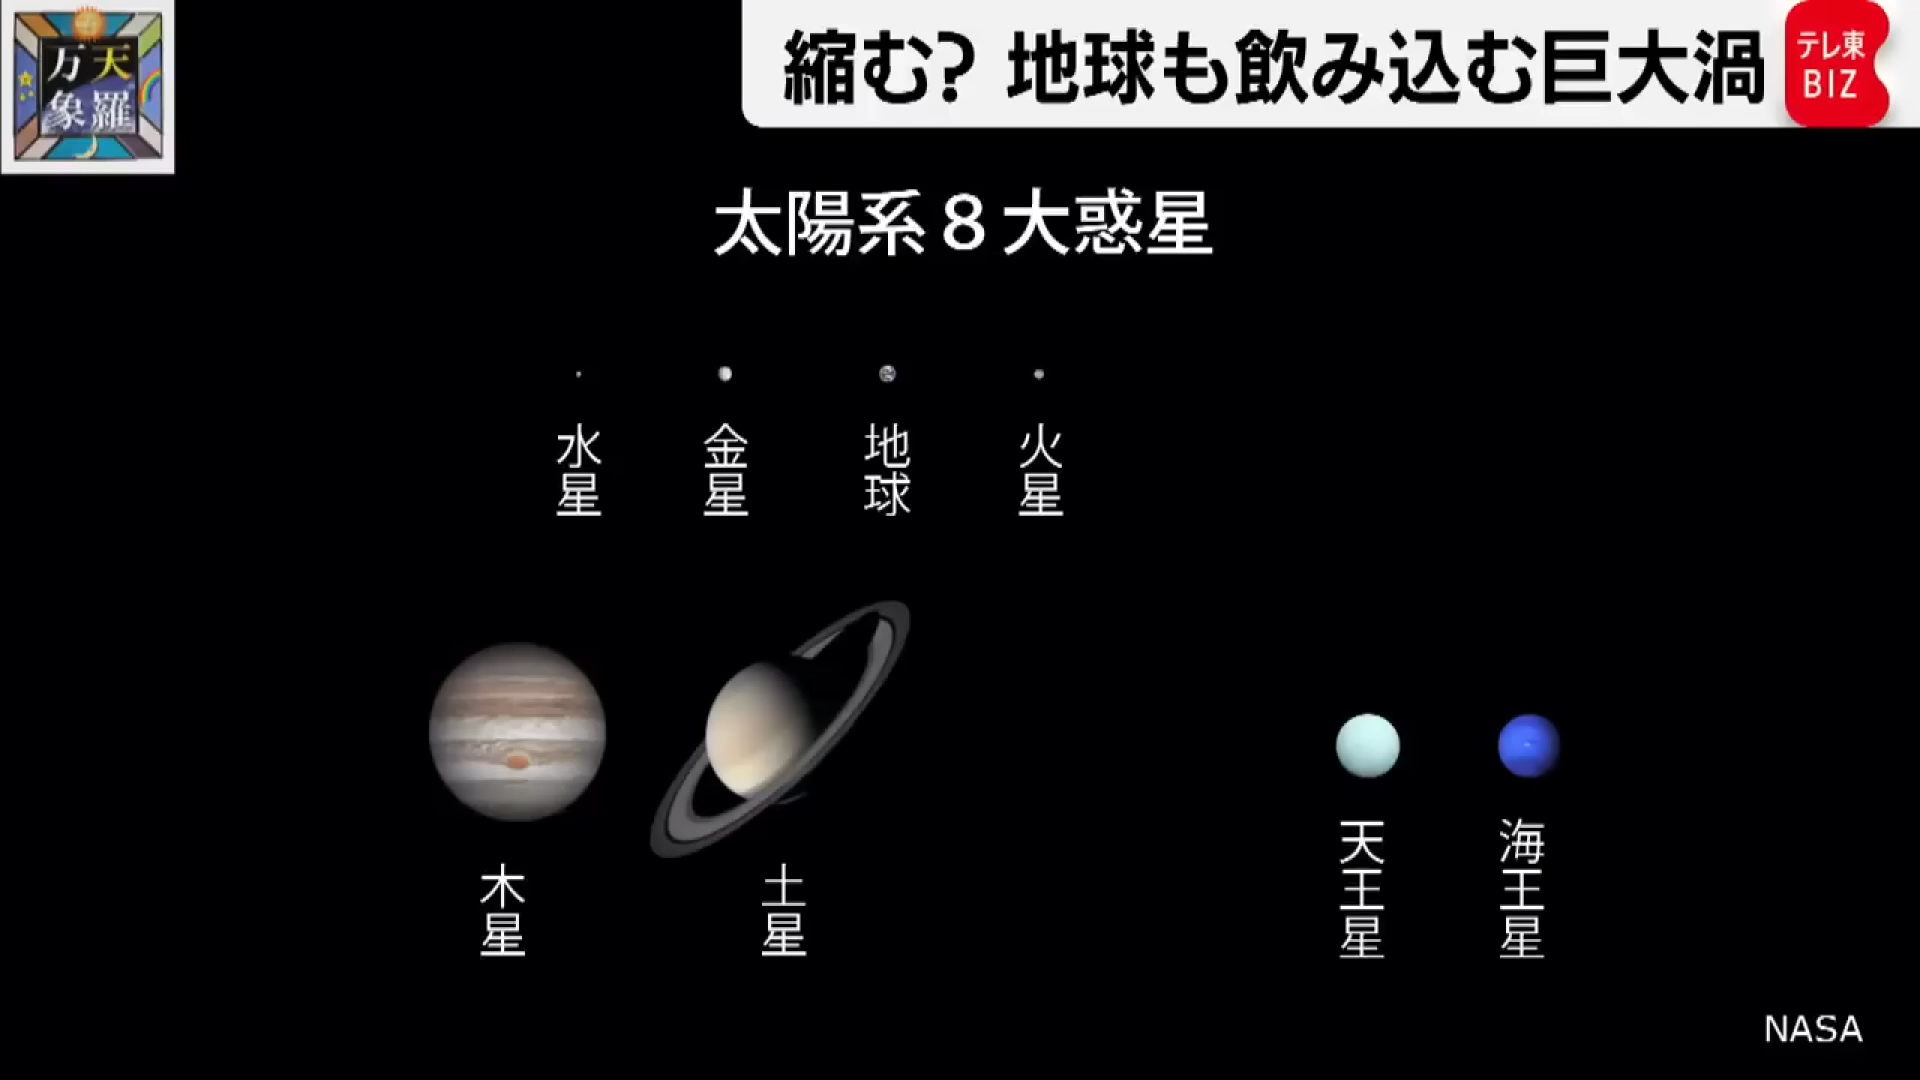 天羅
万象
縮む? 地球も飲み込む巨大渦
テレ東
BIZ
太陽系8大惑星
水星
金星
地球
火星
木星
土星
天王星
海王星
NASA